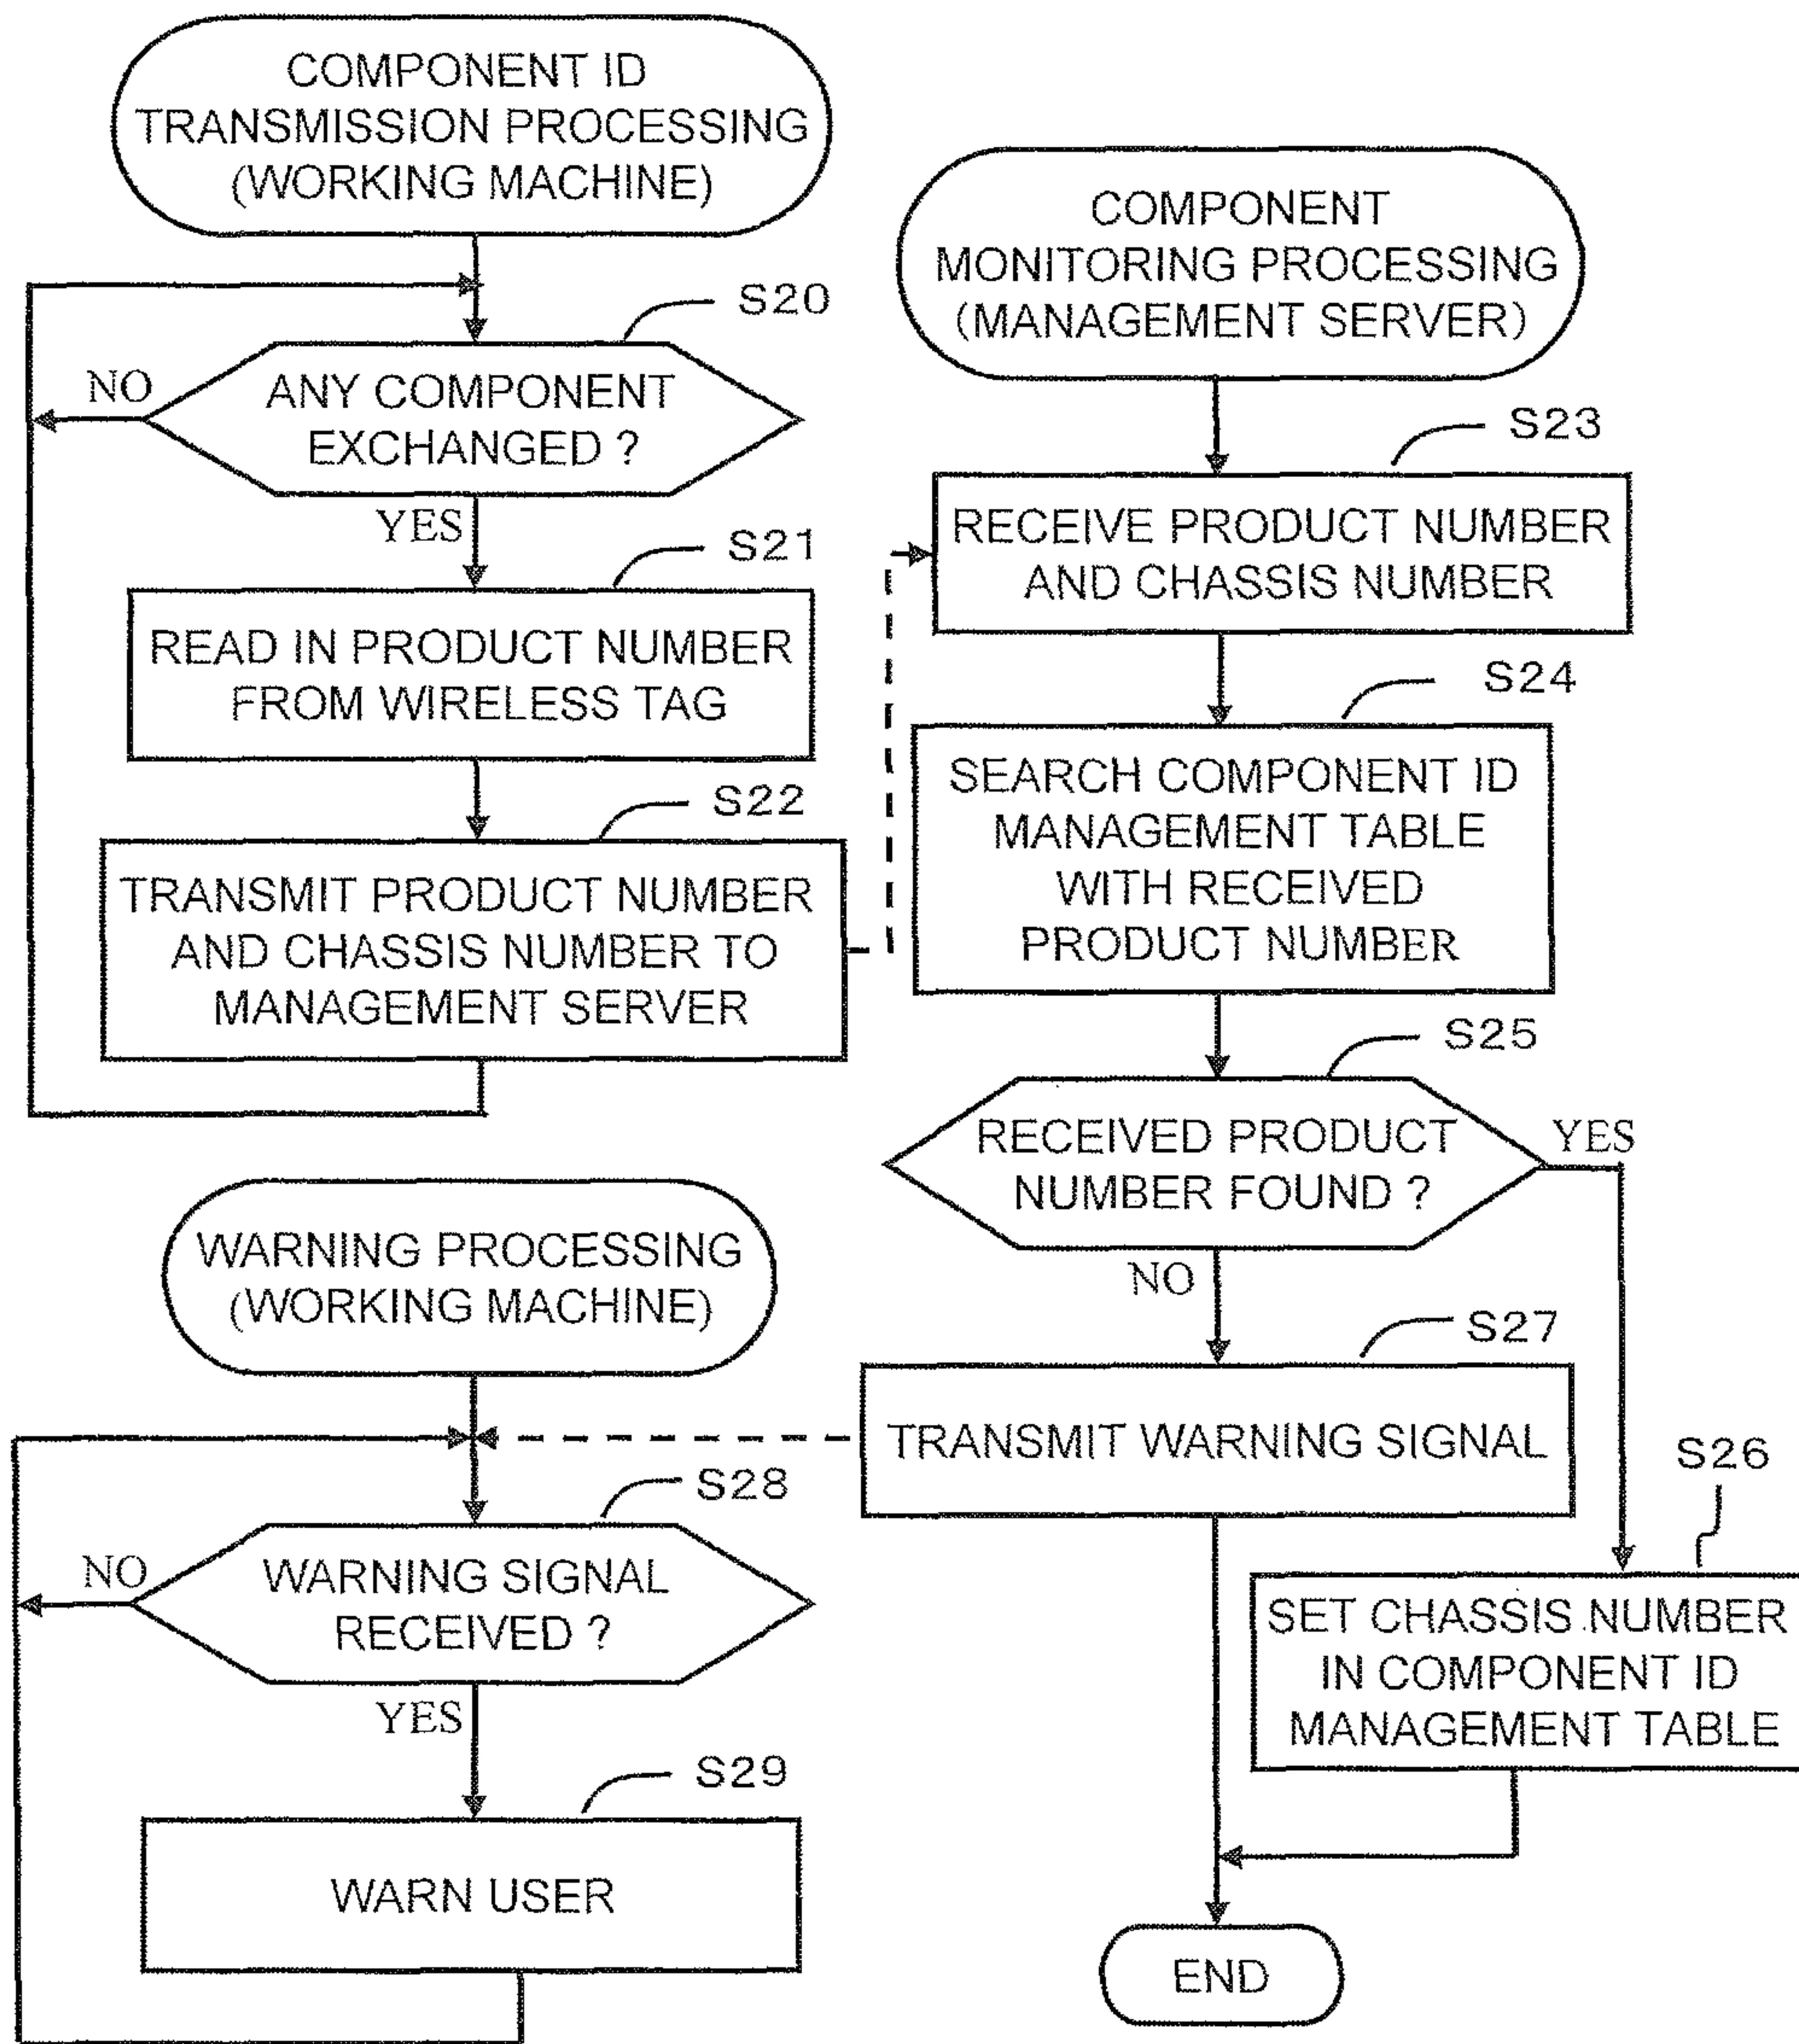 COMPONENT ID
TRANSMISSION PROCESSING
(WORKING MACHINE)
S20
NO
ANY COMPONENT
EXCHANGED ?
YES
S21
READ IN PRODUCT NUMBER
FROM WIRELESS TAG
S22
TRANSMIT PRODUCT NUMBER
AND CHASSIS NUMBER TO
MANAGEMENT SERVER
COMPONENT
MONITORING PROCESSING
(MANAGEMENT SERVER)
S23
RECEIVE PRODUCT NUMBER
AND CHASSIS NUMBER
S24
SEARCH COMPONENT ID
MANAGEMENT TABLE
WITH RECEIVED
PRODUCT NUMBER
S25
RECEIVED PRODUCT
NUMBER FOUND ?
YES
NO
S27
TRANSMIT WARNING SIGNAL
S26
SET CHASSIS NUMBER
IN COMPONENT ID
MANAGEMENT TABLE
END
WARNING PROCESSING
(WORKING MACHINE)
S28
NO
WARNING SIGNAL
RECEIVED ?
YES
S29
WARN USER